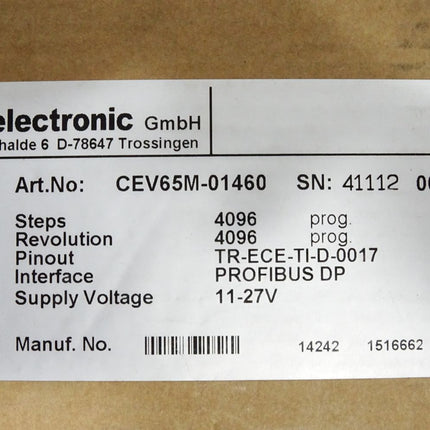 electronic GmbH
halde 6 D-78647 Trossingen
Art.No: CEV65M-01460 SN: 41112
Steps 4096 prog.
Revolution 4096 prog.
Pinout TR-ECE-TI-D-0017
Interface PROFIBUS DP
Supply Voltage 11-27V
Manuf. No. 14242 1516662